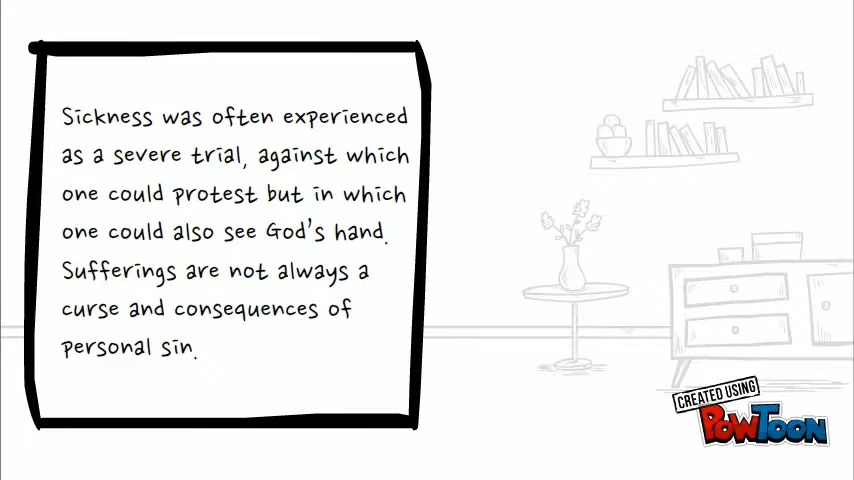 Sickness was often experienced
as a severe trial, against which
one could protest but in which
one could also see God's hand.
Sufferings are not always a
curse and consequences of
personal sin.
CREATED USING
POWTOON